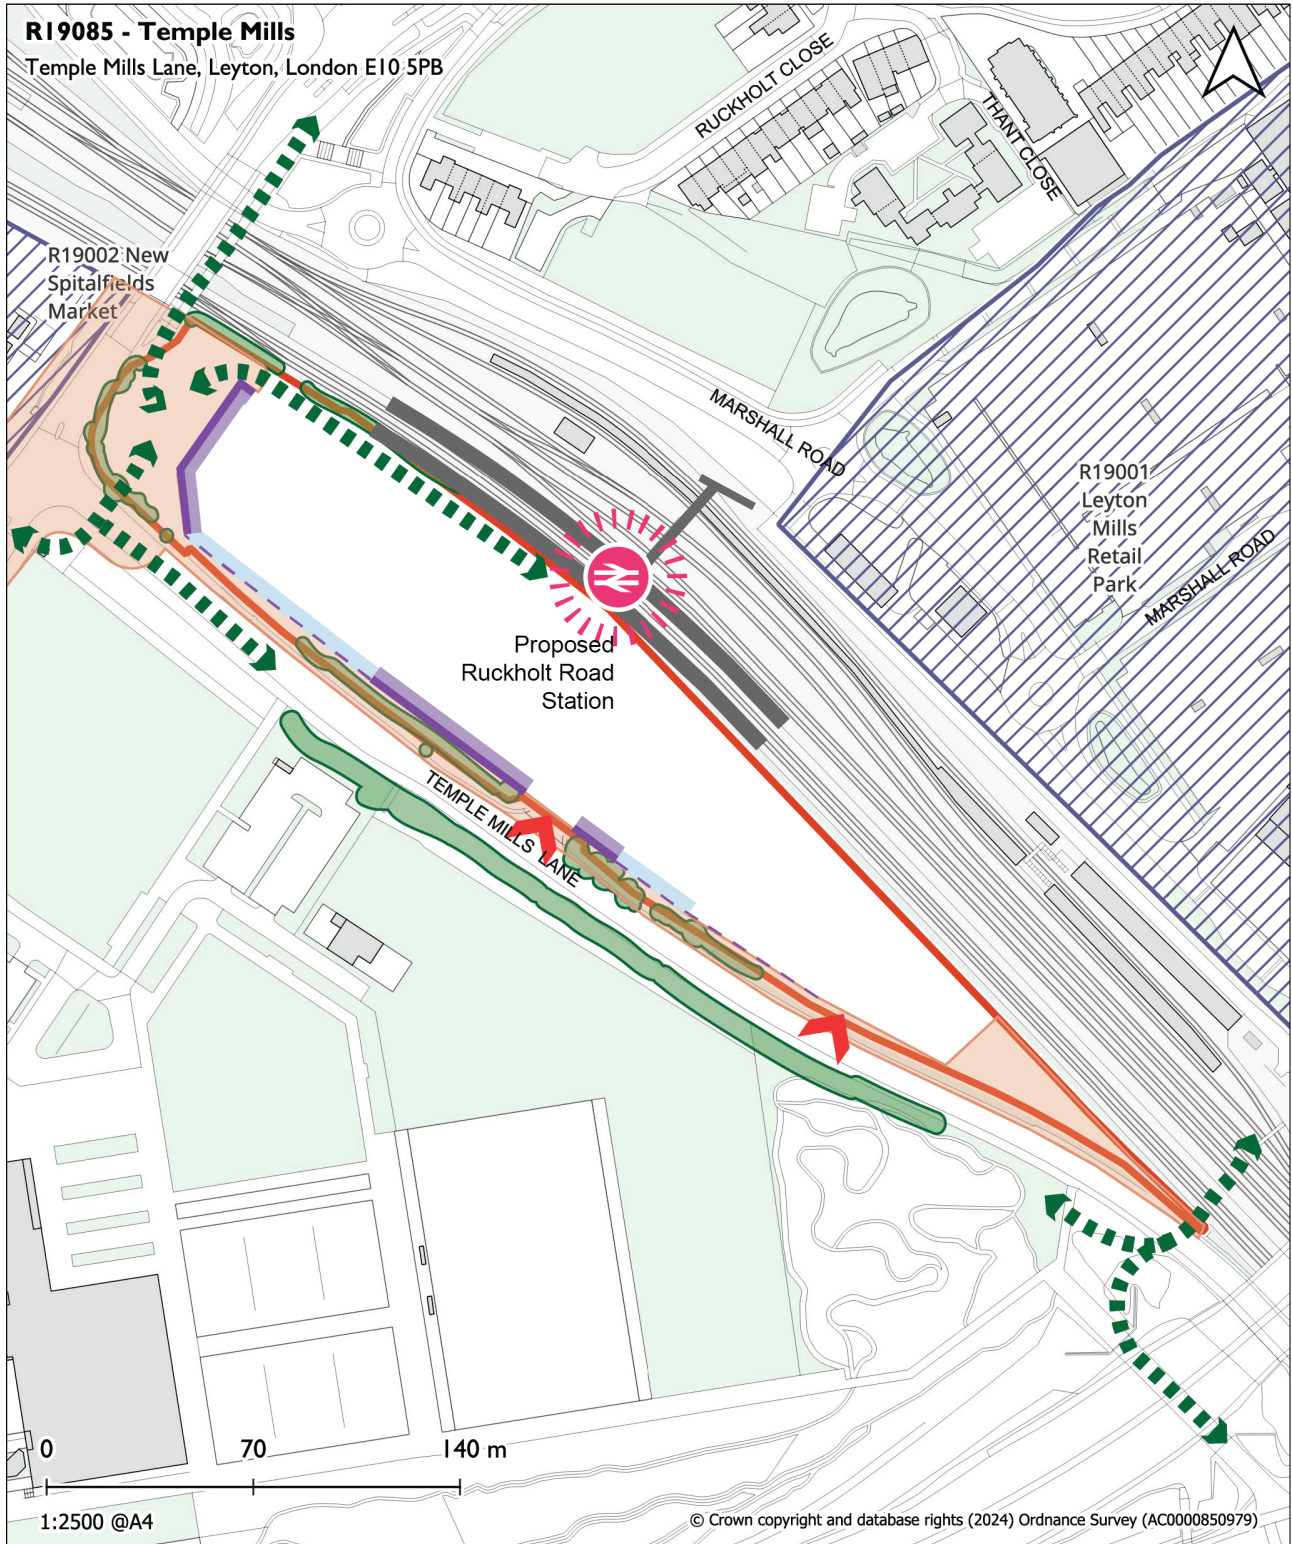 R19085 - Temple Mills
Temple Mills Lane, Leyton, London E10 5PB
RUCKHOLT CLOSE
THANT CLOSE
R19002 New
Spitalfields
Market
MARSHALL ROAD
R19001
Leyton
Mills
Retail
Park
MARSHALL ROAD
Proposed
Ruckholt Road
Station
TEMPLE MILLS LANE
0 70 140 m
1:2500 @A4
© Crown copyright and database rights (2024) Ordnance Survey (AC0000850979)